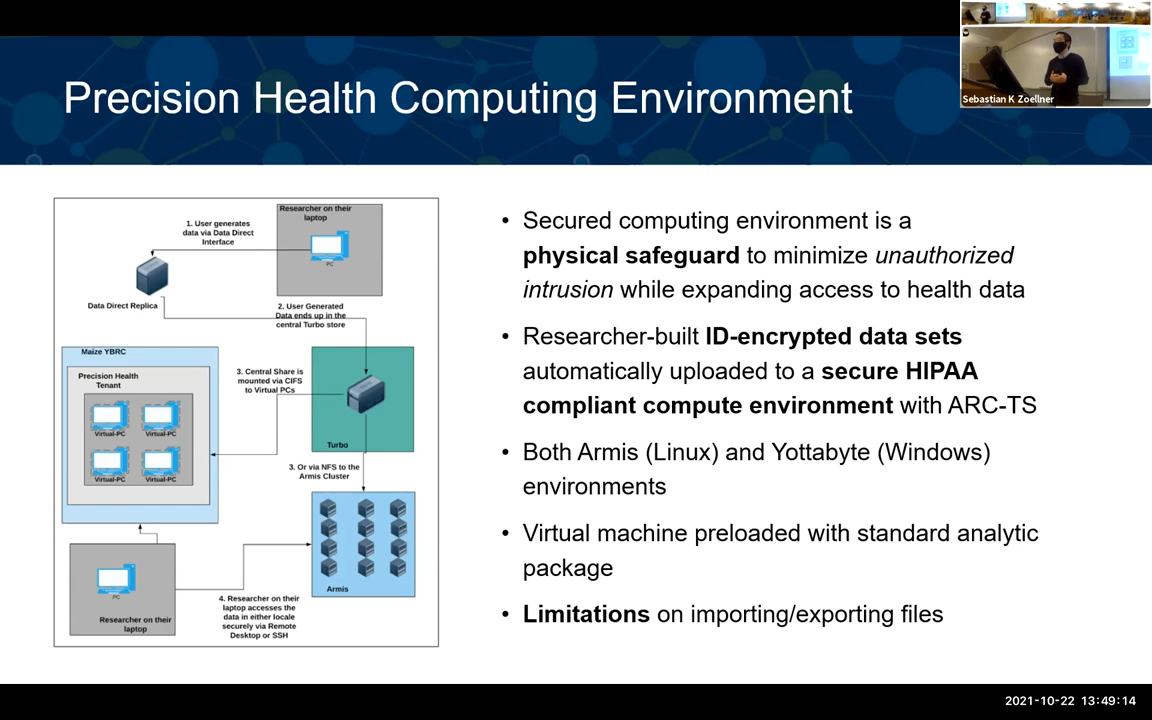 Precision Health Computing Environment
Sebastian K Zoellner
Researcher on their
laptop
1. User generates
data via Data Direct
Interface
PC
Data Direct Replica
2. User Generated
Data ends up in the
central Turbo store
Maize YBRC
Precision Health
Tenant
Virtual-PC
Virtual-PC
Virtual-PC
Virtual-PC
3. Central Share is
mounted via CIFS
to Virtual PCs
Turbo
3. Or via NFS to the
Armis Cluster
Armis
PC
Researcher on their
laptop
4. Researcher on their
laptop accesses the
data in either locale
securely via Remote
Desktop or SSH
• Secured computing environment is a
physical safeguard to minimize unauthorized
intrusion while expanding access to health data
• Researcher-built ID-encrypted data sets
automatically uploaded to a secure HIPAA
compliant compute environment with ARC-TS
• Both Armis (Linux) and Yottabyte (Windows)
environments
• Virtual machine preloaded with standard analytic
package
• Limitations on importing/exporting files
2021-10-22 13:49:14